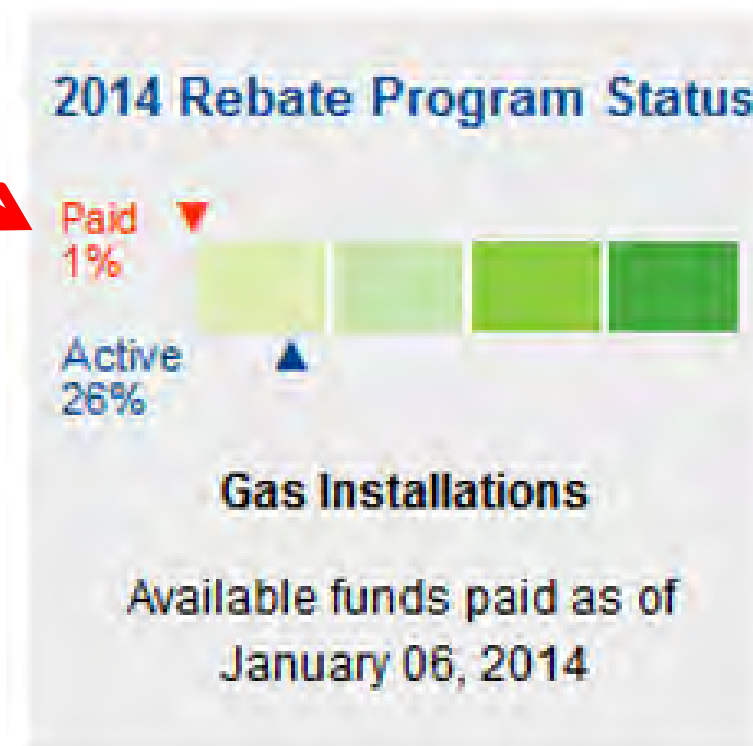 2014 Rebate Program Status
Paid
1%
Active
26%
Gas Installations
Available funds paid as of
January 06, 2014